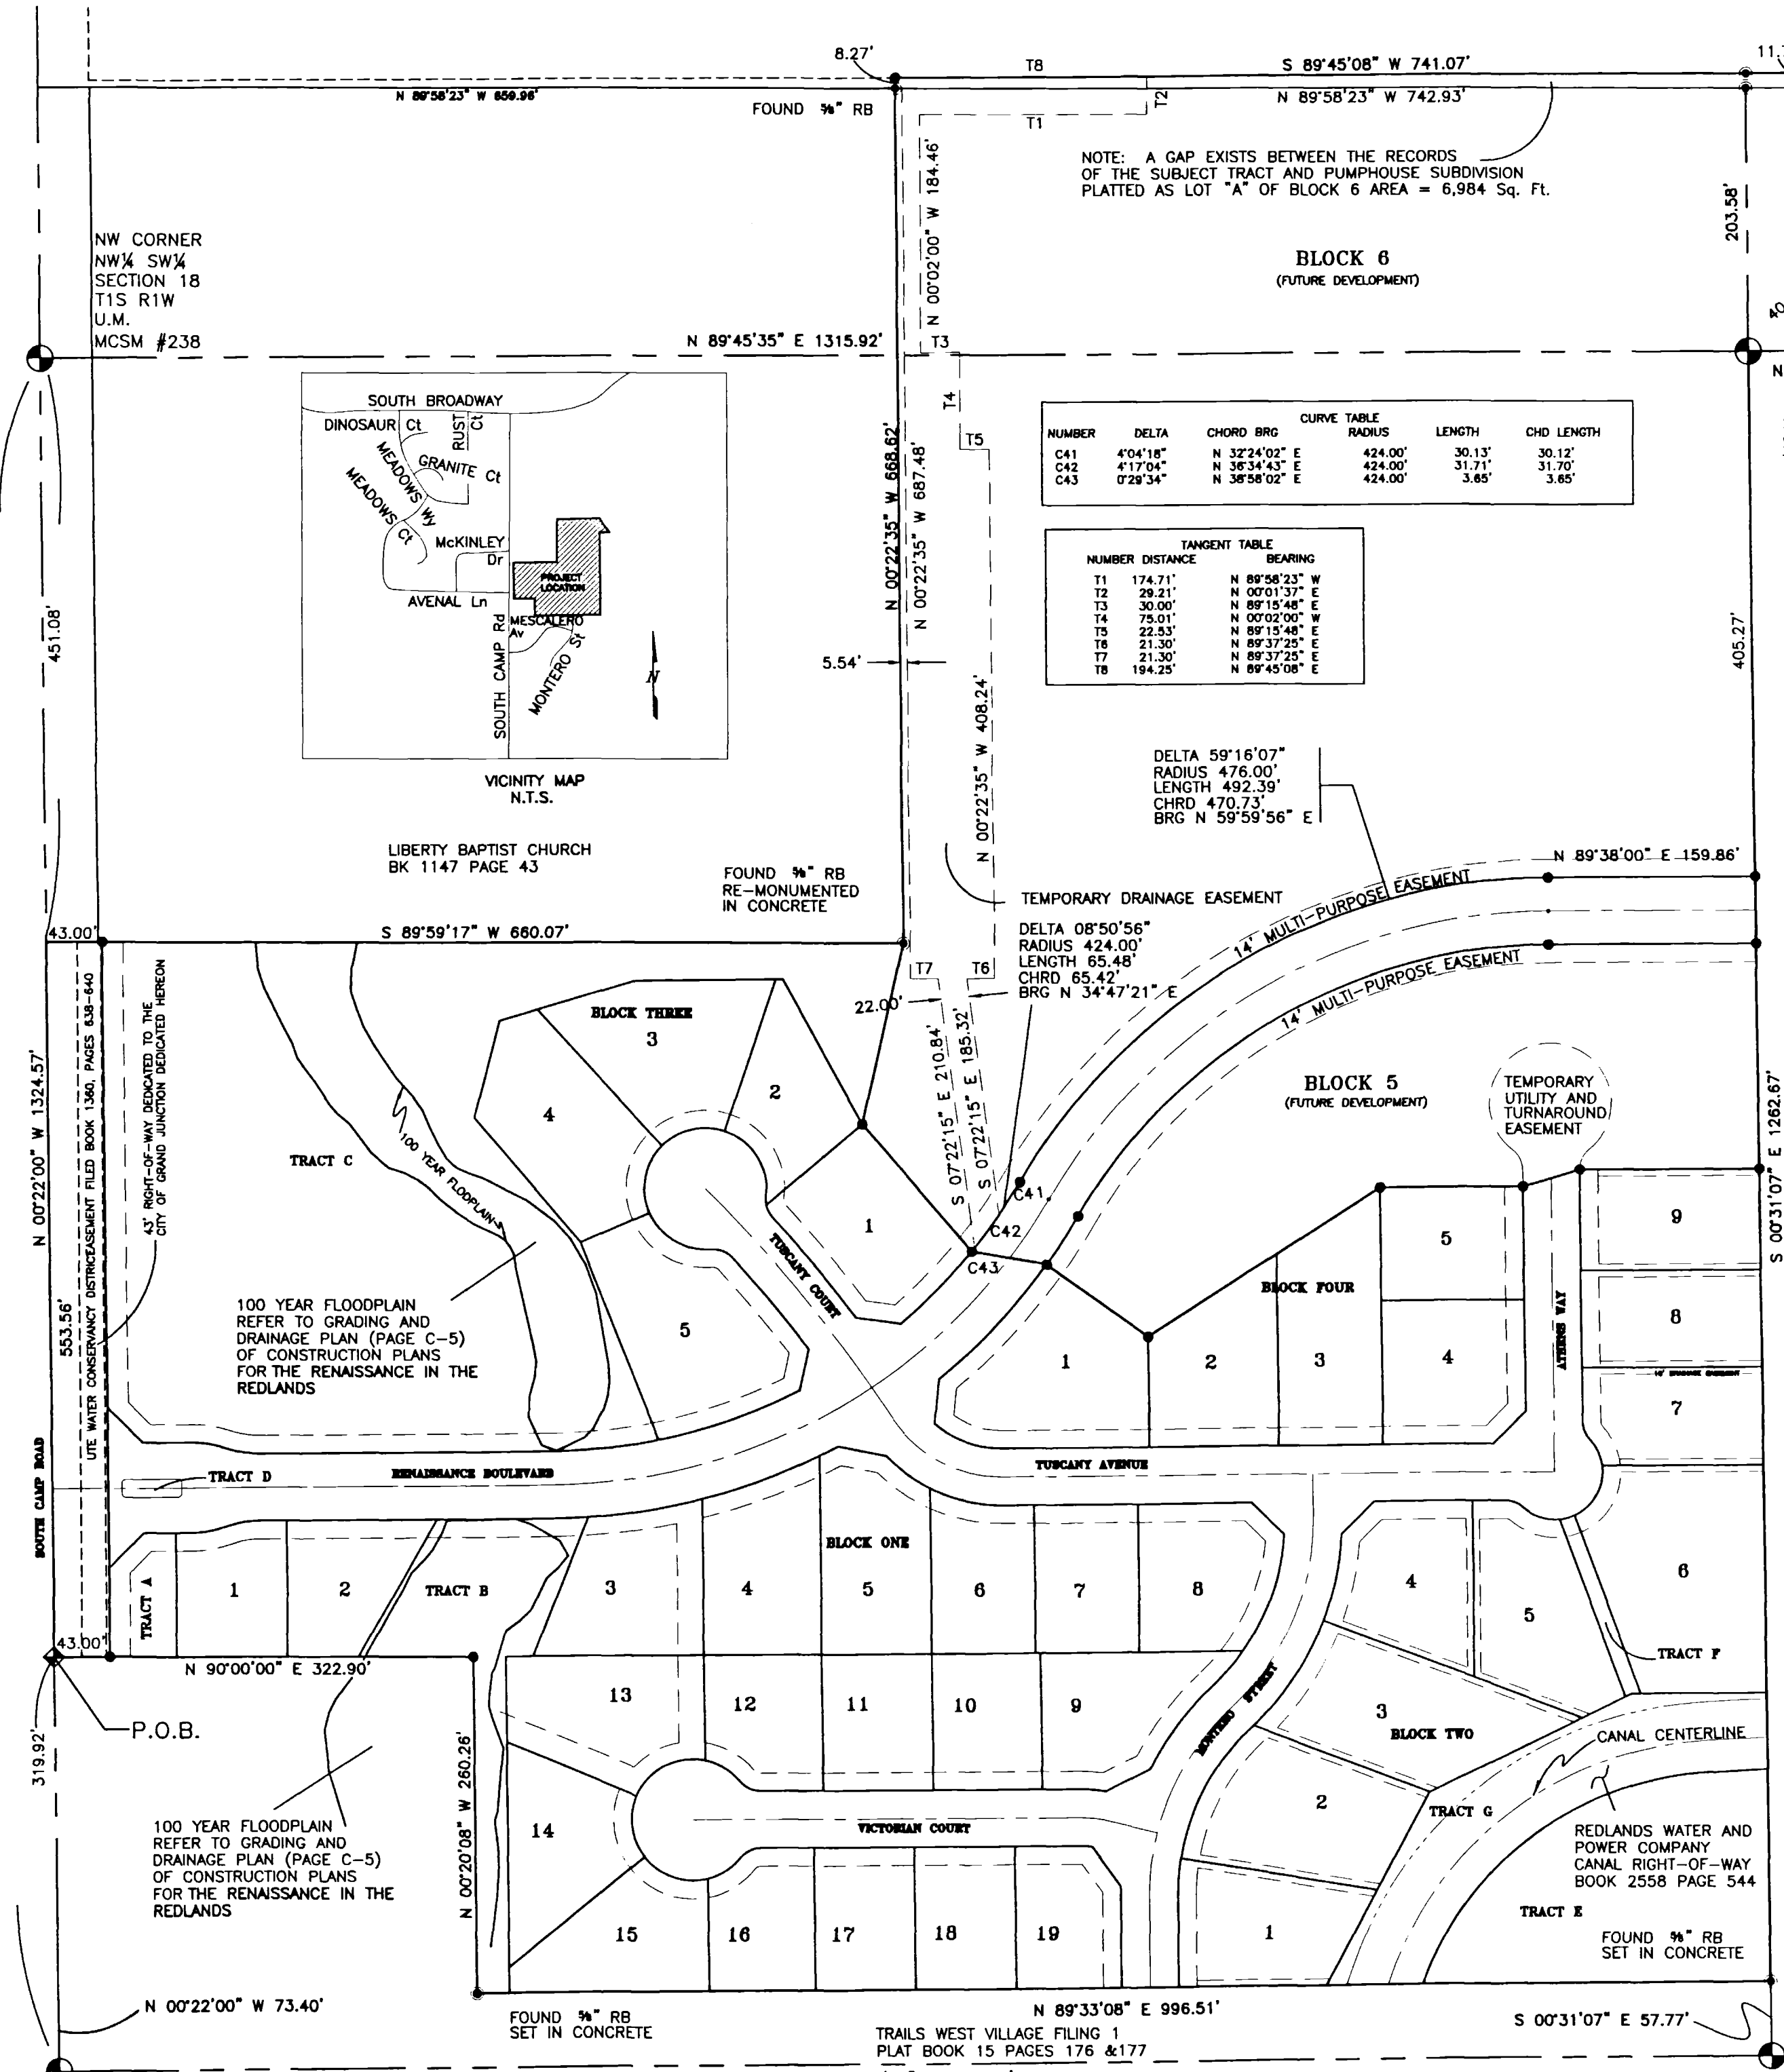 8.27'
T8
S 89°45'08" W 741.07'
N 89°58'23" W 659.96'
FOUND ⅝" RB
T1
T2
N 89°58'23" W 742.93'
N 00°02'00" W 184.46'
NOTE: A GAP EXISTS BETWEEN THE RECORDS
OF THE SUBJECT TRACT AND PUMPHOUSE SUBDIVISION
PLATTED AS LOT "A" OF BLOCK 6 AREA = 6,984 Sq. Ft.
203.58'
NW CORNER
NW¼ SW¼
SECTION 18
T1S R1W
U.M.
MCSM #238
BLOCK 6
(FUTURE DEVELOPMENT)
N 89°45'35" E 1315.92'
T3
T4
T5
SOUTH BROADWAY
DINOSAUR Ct
RUST Ct
GRANITE Ct
MEADOWS Wy
MEADOWS Ct
McKINLEY
Dr
PROJECT
LOCATION
AVENAL Ln
MESCALERO
Av
SOUTH CAMP Rd
MONTERO St
N
VICINITY MAP
N.T.S.
CURVE TABLE
NUMBER DELTA CHORD BRG RADIUS LENGTH CHD LENGTH
C41 4°04'18" N 32°24'02" E 424.00' 30.13' 30.12'
C42 4°17'04" N 36°34'43" E 424.00' 31.71' 31.70'
C43 0°29'34" N 38°58'02" E 424.00' 3.65' 3.65'
TANGENT TABLE
NUMBER DISTANCE BEARING
T1 174.71' N 89°58'23" W
T2 29.21' N 00°01'37" E
T3 30.00' N 89°15'48" E
T4 75.01' N 00°02'00" W
T5 22.53' N 89°15'48" E
T6 21.30' N 89°37'25" E
T7 21.30' N 89°37'25" E
T8 194.25' N 89°45'08" E
N 00°22'35" W 668.62'
N 00°22'35" W 687.48'
451.08'
5.54'
405.27'
N 00°22'35" W 408.24'
DELTA 59°16'07"
RADIUS 476.00'
LENGTH 492.39'
CHRD 470.73'
BRG N 59°59'56" E
LIBERTY BAPTIST CHURCH
BK 1147 PAGE 43
FOUND ⅝" RB
RE-MONUMENTED
IN CONCRETE
N 89°38'00" E 159.86'
TEMPORARY DRAINAGE EASEMENT
14' MULTI-PURPOSE EASEMENT
14' MULTI-PURPOSE EASEMENT
DELTA 08°50'56"
RADIUS 424.00'
LENGTH 65.48'
CHRD 65.42'
BRG N 34°47'21" E
43.00'
S 89°59'17" W 660.07'
T7
T6
22.00'
S 07°22'15" E 210.84'
S 07°22'15" E 185.32'
UTE WATER CONSERVANCY DISTRICT EASEMENT FILED BOOK 1360, PAGES 638-640
43' RIGHT-OF-WAY DEDICATED TO THE
CITY OF GRAND JUNCTION DEDICATED HEREON
N 00°22'00" W 1324.57'
BLOCK THREE
3
2
4
1
5
TRACT C
100 YEAR FLOODPLAIN
TUSCANY COURT
C41
C42
C43
BLOCK 5
(FUTURE DEVELOPMENT)
TEMPORARY
UTILITY AND
TURNAROUND
EASEMENT
S 00°31'07" E 1262.67'
553.56'
100 YEAR FLOODPLAIN
REFER TO GRADING AND
DRAINAGE PLAN (PAGE C-5)
OF CONSTRUCTION PLANS
FOR THE RENAISSANCE IN THE
REDLANDS
BLOCK FOUR
1
2
3
4
5
ATHENS WAY
9
8
14' DRAINAGE EASEMENT
7
SOUTH CAMP ROAD
TRACT D
RENAISSANCE BOULEVARD
TUSCANY AVENUE
BLOCK ONE
TRACT A
1
2
TRACT B
3
4
5
6
7
8
4
5
6
TRACT F
43.00'
N 90°00'00" E 322.90'
P.O.B.
319.92'
13
12
11
10
9
MONTERO STREET
3
BLOCK TWO
CANAL CENTERLINE
N 00°20'08" W 260.26'
100 YEAR FLOODPLAIN
REFER TO GRADING AND
DRAINAGE PLAN (PAGE C-5)
OF CONSTRUCTION PLANS
FOR THE RENAISSANCE IN THE
REDLANDS
14
VICTORIAN COURT
2
TRACT G
REDLANDS WATER AND
POWER COMPANY
CANAL RIGHT-OF-WAY
BOOK 2558 PAGE 544
TRACT E
15
16
17
18
19
1
FOUND ⅝" RB
SET IN CONCRETE
N 00°22'00" W 73.40'
FOUND ⅝" RB
SET IN CONCRETE
N 89°33'08" E 996.51'
S 00°31'07" E 57.77'
TRAILS WEST VILLAGE FILING 1
PLAT BOOK 15 PAGES 176 &177